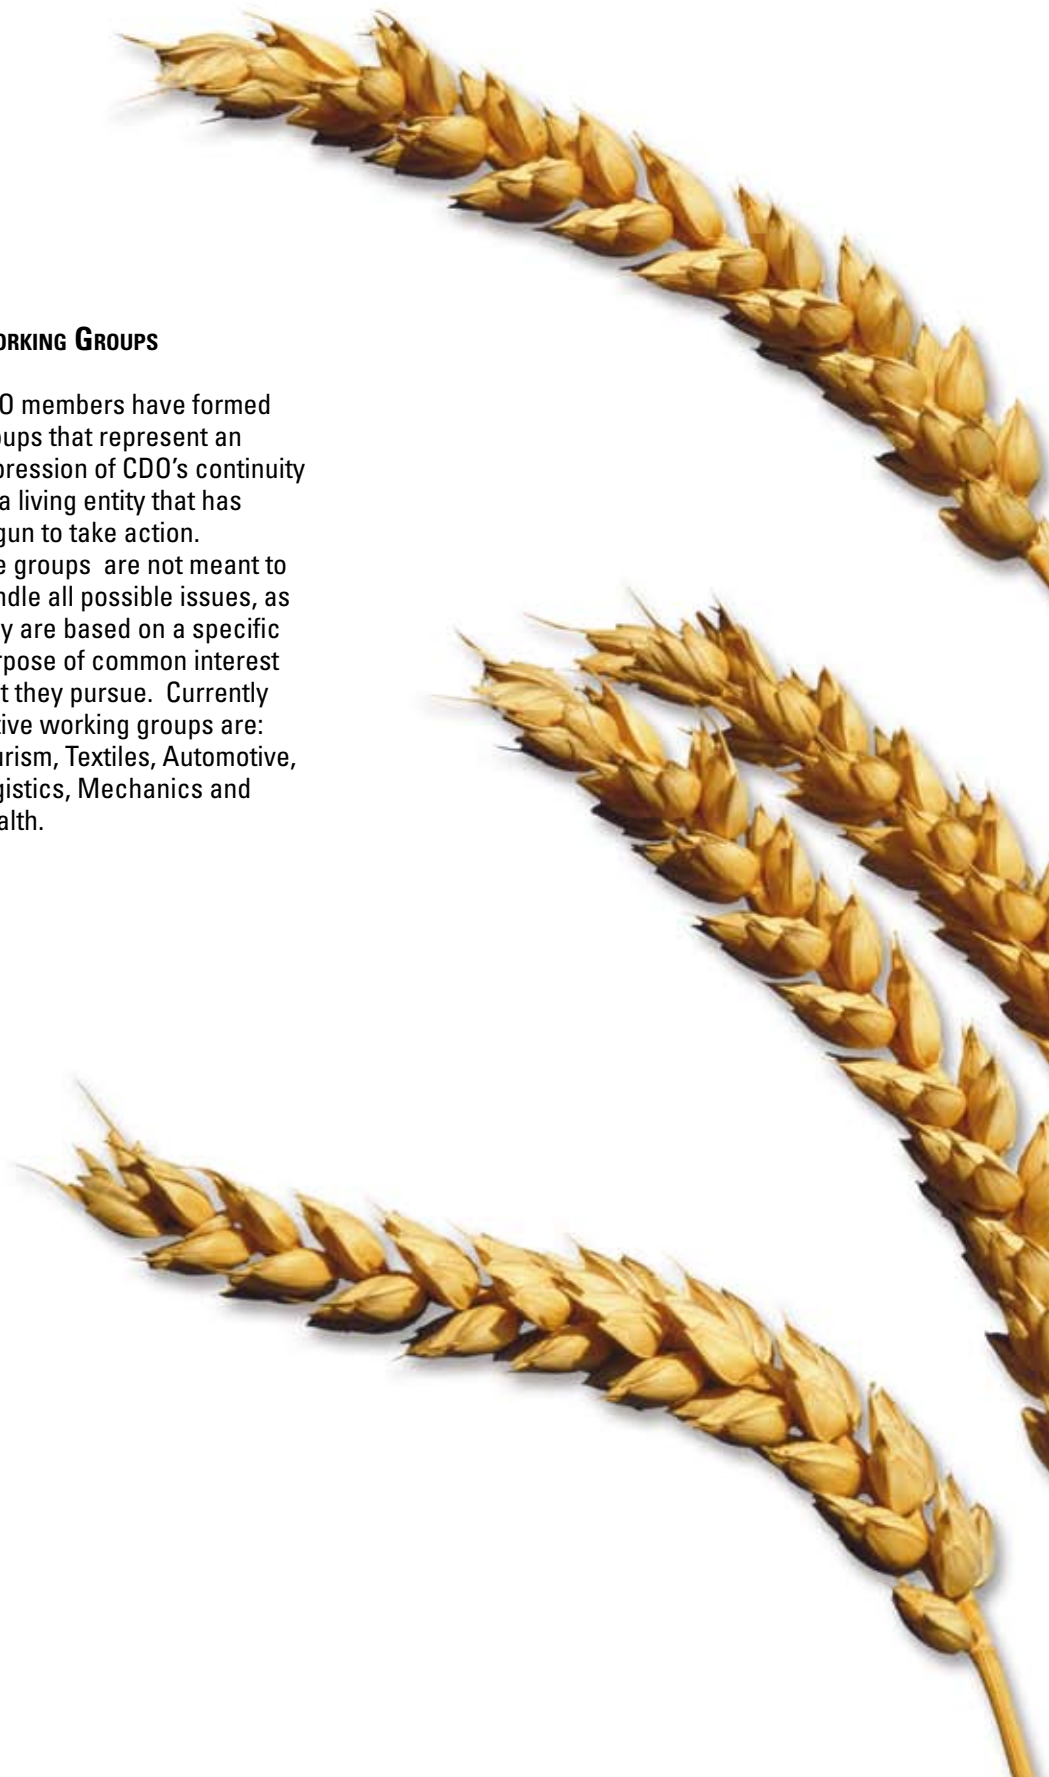 ORKING GROUPS
O members have formed
oups that represent an
pression of CDO's continuity
a living entity that has
gun to take action.
e groups are not meant to
ndle all possible issues, as
y are based on a specific
rpose of common interest
t they pursue. Currently
tive working groups are:
urism, Textiles, Automotive,
gistics, Mechanics and
alth.